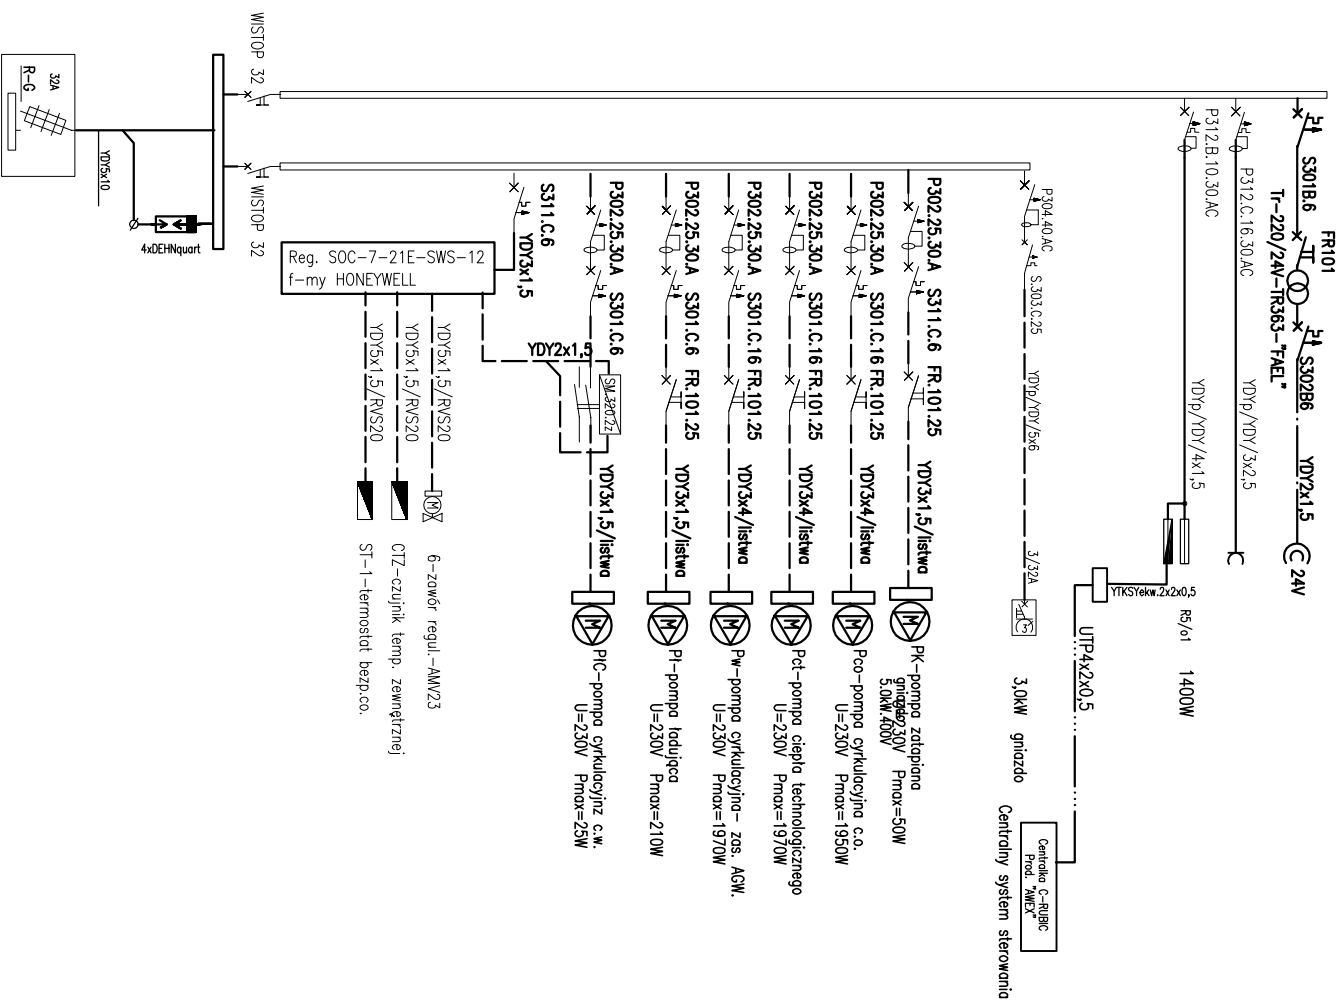 WISTOP 32
WISTOP 32
32A
R-G
YDY5x10
4xDEHNquart
Reg. SOC-7-21E-SWS-12
f-my HONEYWELL
S311.C.6
YDY3x1,5
YDY5x1,5/RVS20
ST-1-termostat bezp.co.
YDY5x1,5/RVS20
CTZ-czujnik temp. zewnętrznej
YDY5x1,5/RVS20
6-zawór regul.-AMV23
YDY2x1,5
SM.320.2z
P302.25.30.A S301.C.6
YDY3x1,5/listwa
PłC-pompa cyrkulacyjnz c.w.
U=230V Pmax=25W
P302.25.30.A S301.C.6 FR.101.25
YDY3x1,5/listwa
Pł-pompa ładująca
U=230V Pmax=210W
P302.25.30.A S301.C.16 FR.101.25
YDY3x4/listwa
Pw-pompa cyrkulacyjna- zas. AGW.
U=230V Pmax=1970W
P302.25.30.A S301.C.16 FR.101.25
YDY3x4/listwa
Pct-pompa ciepła technologicznego
U=230V Pmax=1970W
P302.25.30.A S301.C.16 FR.101.25
YDY3x4/listwa
Pco-pompa cyrkulacyjna c.o.
U=230V Pmax=1950W
P302.25.30.A S311.C.6 FR.101.25
YDY3x1,5/listwa
PK-pompa zatapiana
230V Pmax=50W
gniazdo
5.0kW.400V
M
M
M
M
M
M
M
P304.40.AC
S.303.C.25
YDYp/YDY/5x6
3/32A
3
3,0kW gniazdo
P312.B.10.30.AC
YDYp/YDY/4x1,5
R5/o1 1400W
YTKSYekw.2x2x0,5
UTP4x2x0,5
Centralka C-RUBIC
Prod. "AWEX"
Centralny system sterowania
P312.C.16.30.AC
YDYp/YDY/3x2,5
S301B.6
FR101
Tr-220/24V-TR363-"FAEL"
S302B6
YDY2x1,5
24V